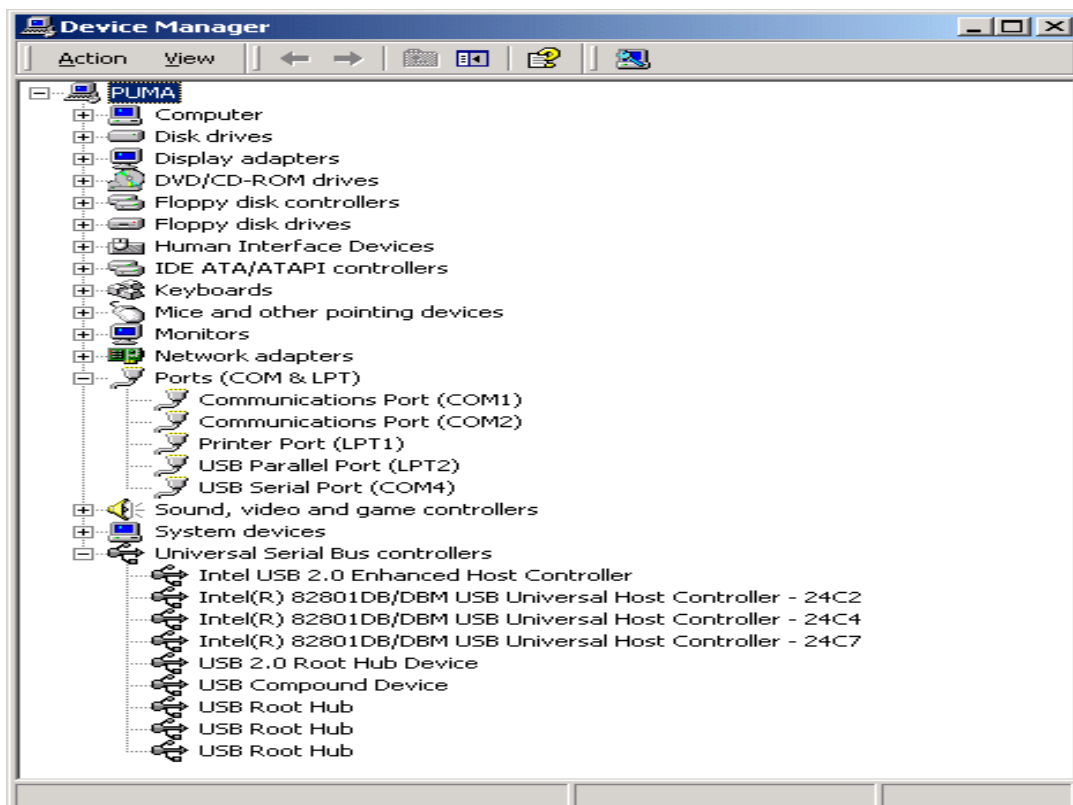 Device Manager
Action View
PUMA
Computer
Disk drives
Display adapters
DVD/CD-ROM drives
Floppy disk controllers
Floppy disk drives
Human Interface Devices
IDE ATA/ATAPI controllers
Keyboards
Mice and other pointing devices
Monitors
Network adapters
Ports (COM & LPT)
Communications Port (COM1)
Communications Port (COM2)
Printer Port (LPT1)
USB Parallel Port (LPT2)
USB Serial Port (COM4)
Sound, video and game controllers
System devices
Universal Serial Bus controllers
Intel USB 2.0 Enhanced Host Controller
Intel(R) 82801DB/DBM USB Universal Host Controller - 24C2
Intel(R) 82801DB/DBM USB Universal Host Controller - 24C4
Intel(R) 82801DB/DBM USB Universal Host Controller - 24C7
USB 2.0 Root Hub Device
USB Compound Device
USB Root Hub
USB Root Hub
USB Root Hub